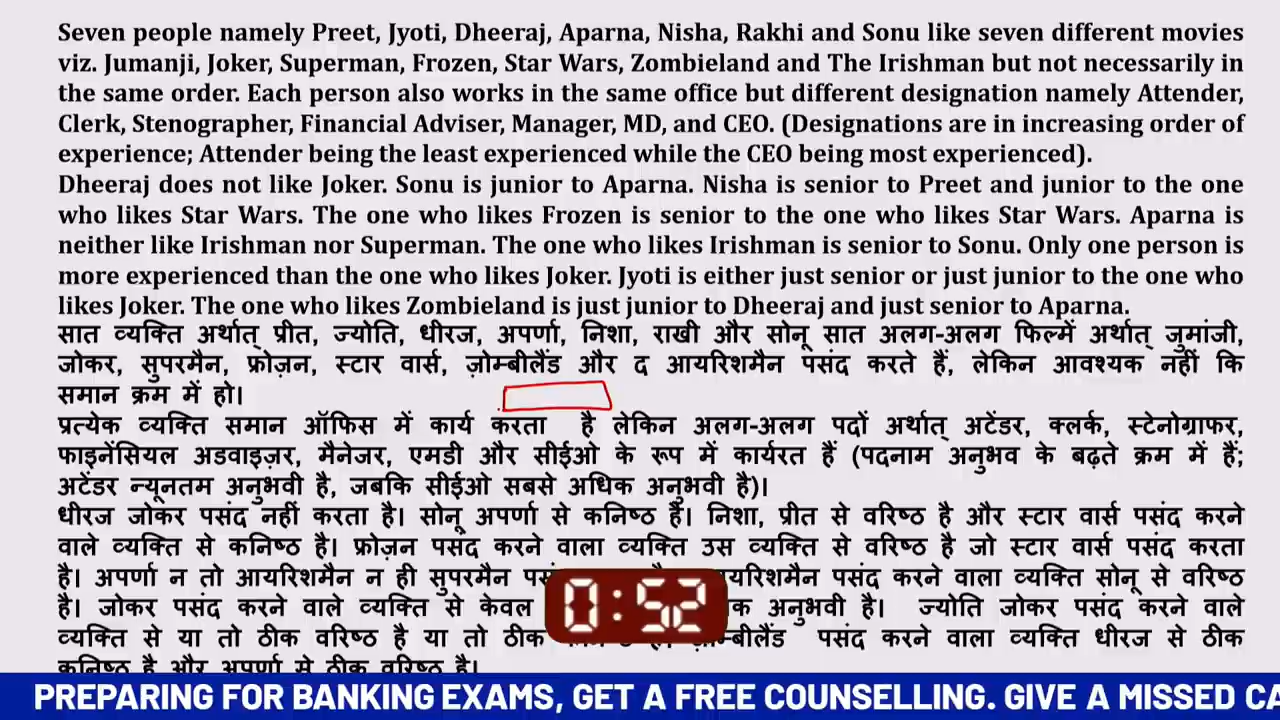 Seven people namely Preet, Jyoti, Dheeraj, Aparna, Nisha, Rakhi and Sonu like seven different movies
viz. Jumanji, Joker, Superman, Frozen, Star Wars, Zombieland and The Irishman but not necessarily in
the same order. Each person also works in the same office but different designation namely Attender,
Clerk, Stenographer, Financial Adviser, Manager, MD, and CEO. (Designations are in increasing order of
experience; Attender being the least experienced while the CEO being most experienced).
Dheeraj does not like Joker. Sonu is junior to Aparna. Nisha is senior to Preet and junior to the one
who likes Star Wars. The one who likes Frozen is senior to the one who likes Star Wars. Aparna is
neither like Irishman nor Superman. The one who likes Irishman is senior to Sonu. Only one person is
more experienced than the one who likes Joker. Jyoti is either just senior or just junior to the one who
likes Joker. The one who likes Zombieland is just junior to Dheeraj and just senior to Aparna.
सात व्यक्ति अर्थात् प्रीत, ज्योति, धीरज, अपर्णा, निशा, राखी और सोनू सात अलग-अलग फिल्में अर्थात् जुमांजी,
जोकर, सुपरमैन, फ्रोज़न, स्टार वार्स, ज़ोम्बीलैंड और द आयरिशमैन पसंद करते हैं, लेकिन आवश्यक नहीं कि
समान क्रम में हो।
प्रत्येक व्यक्ति समान ऑफिस में कार्य करता है लेकिन अलग-अलग पदों अर्थात् अटेंडर, क्लर्क, स्टेनोग्राफर,
फाइनेंसियल अडवाइज़र, मैनेजर, एमडी और सीईओ के रूप में कार्यरत हैं (पदनाम अनुभव के बढ़ते क्रम में हैं;
अटेंडर न्यूनतम अनुभवी है, जबकि सीईओ सबसे अधिक अनुभवी है)।
धीरज जोकर पसंद नहीं करता है। सोनू अपर्णा से कनिष्ठ है। निशा, प्रीत से वरिष्ठ है और स्टार वार्स पसंद करने
वाले व्यक्ति से कनिष्ठ है। फ्रोज़न पसंद करने वाला व्यक्ति उस व्यक्ति से वरिष्ठ है जो स्टार वार्स पसंद करता
है। अपर्णा न तो आयरिशमैन न ही सुपरमैन पसंद करने वाला व्यक्ति सोनू से वरिष्ठ
है। जोकर पसंद करने वाले व्यक्ति से केवल 0:52 अनुभवी है। ज्योति जोकर पसंद करने वाले
व्यक्ति से या तो ठीक वरिष्ठ है या तो ठीक पसंद करने वाला व्यक्ति धीरज से ठीक
कनिष्ठ है और अपर्णा से ठीक वरिष्ठ है।
PREPARING FOR BANKING EXAMS, GET A FREE COUNSELLING. GIVE A MISSED CA